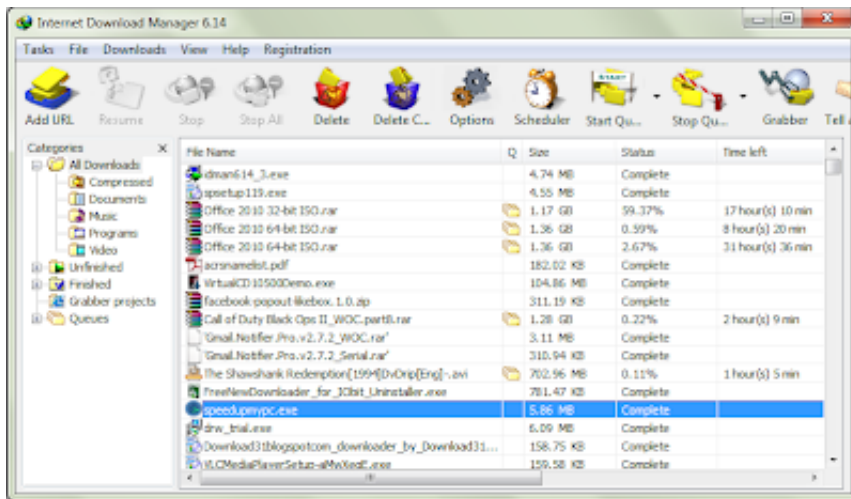 Internet Download Manager 6.14
Tasks File Downloads View Help Registration
Add URL Resume Stop Stop All Delete Delete C... Options Scheduler Start Qu... Stop Qu... Grabber Tell
Categories
All Downloads
Compressed
Documents
Music
Programs
Video
Unfinished
Finished
Grabber projects
Queues
File Name Q Size Status Time left
idman614_3.exe 4.74 MB Complete
spsetup119.exe 4.55 MB Complete
Office 2010 32-bit ISO.rar 1.17 GB 59.37% 17 hour(s) 10 min
Office 2010 64-bit ISO.rar 1.36 GB 0.59% 8 hour(s) 20 min
Office 2010 64-bit ISO.rar 1.36 GB 2.67% 31 hour(s) 36 min
acrsnamelist.pdf 182.02 KB Complete
VirtualCD10500Demo.exe 104.86 MB Complete
facebook-popout-likebox.1.0.zip 311.19 KB Complete
Call of Duty Black Ops II_WOC.part8.rar 1.28 GB 0.22% 2 hour(s) 9 min
'Gmail.Notifier.Pro.v2.7.2_WOC.rar' 3.11 MB Complete
'Gmail.Notifier.Pro.v2.7.2_Serial.rar' 310.94 KB Complete
The Shawshank Redemption[1994]DvDrip[Eng]-.avi 702.96 MB 0.11% 1 hour(s) 5 min
FreeNewDownloader_for_IObit_Uninstaller.exe 781.47 KB Complete
speedupmypc.exe 5.86 MB Complete
drw_trial.exe 6.09 MB Complete
Download31blogspotcom_downloader_by_Download31... 158.75 KB Complete
VLCMediaPlayerSetup-aMwXeqE.exe 159.58 KB Complete